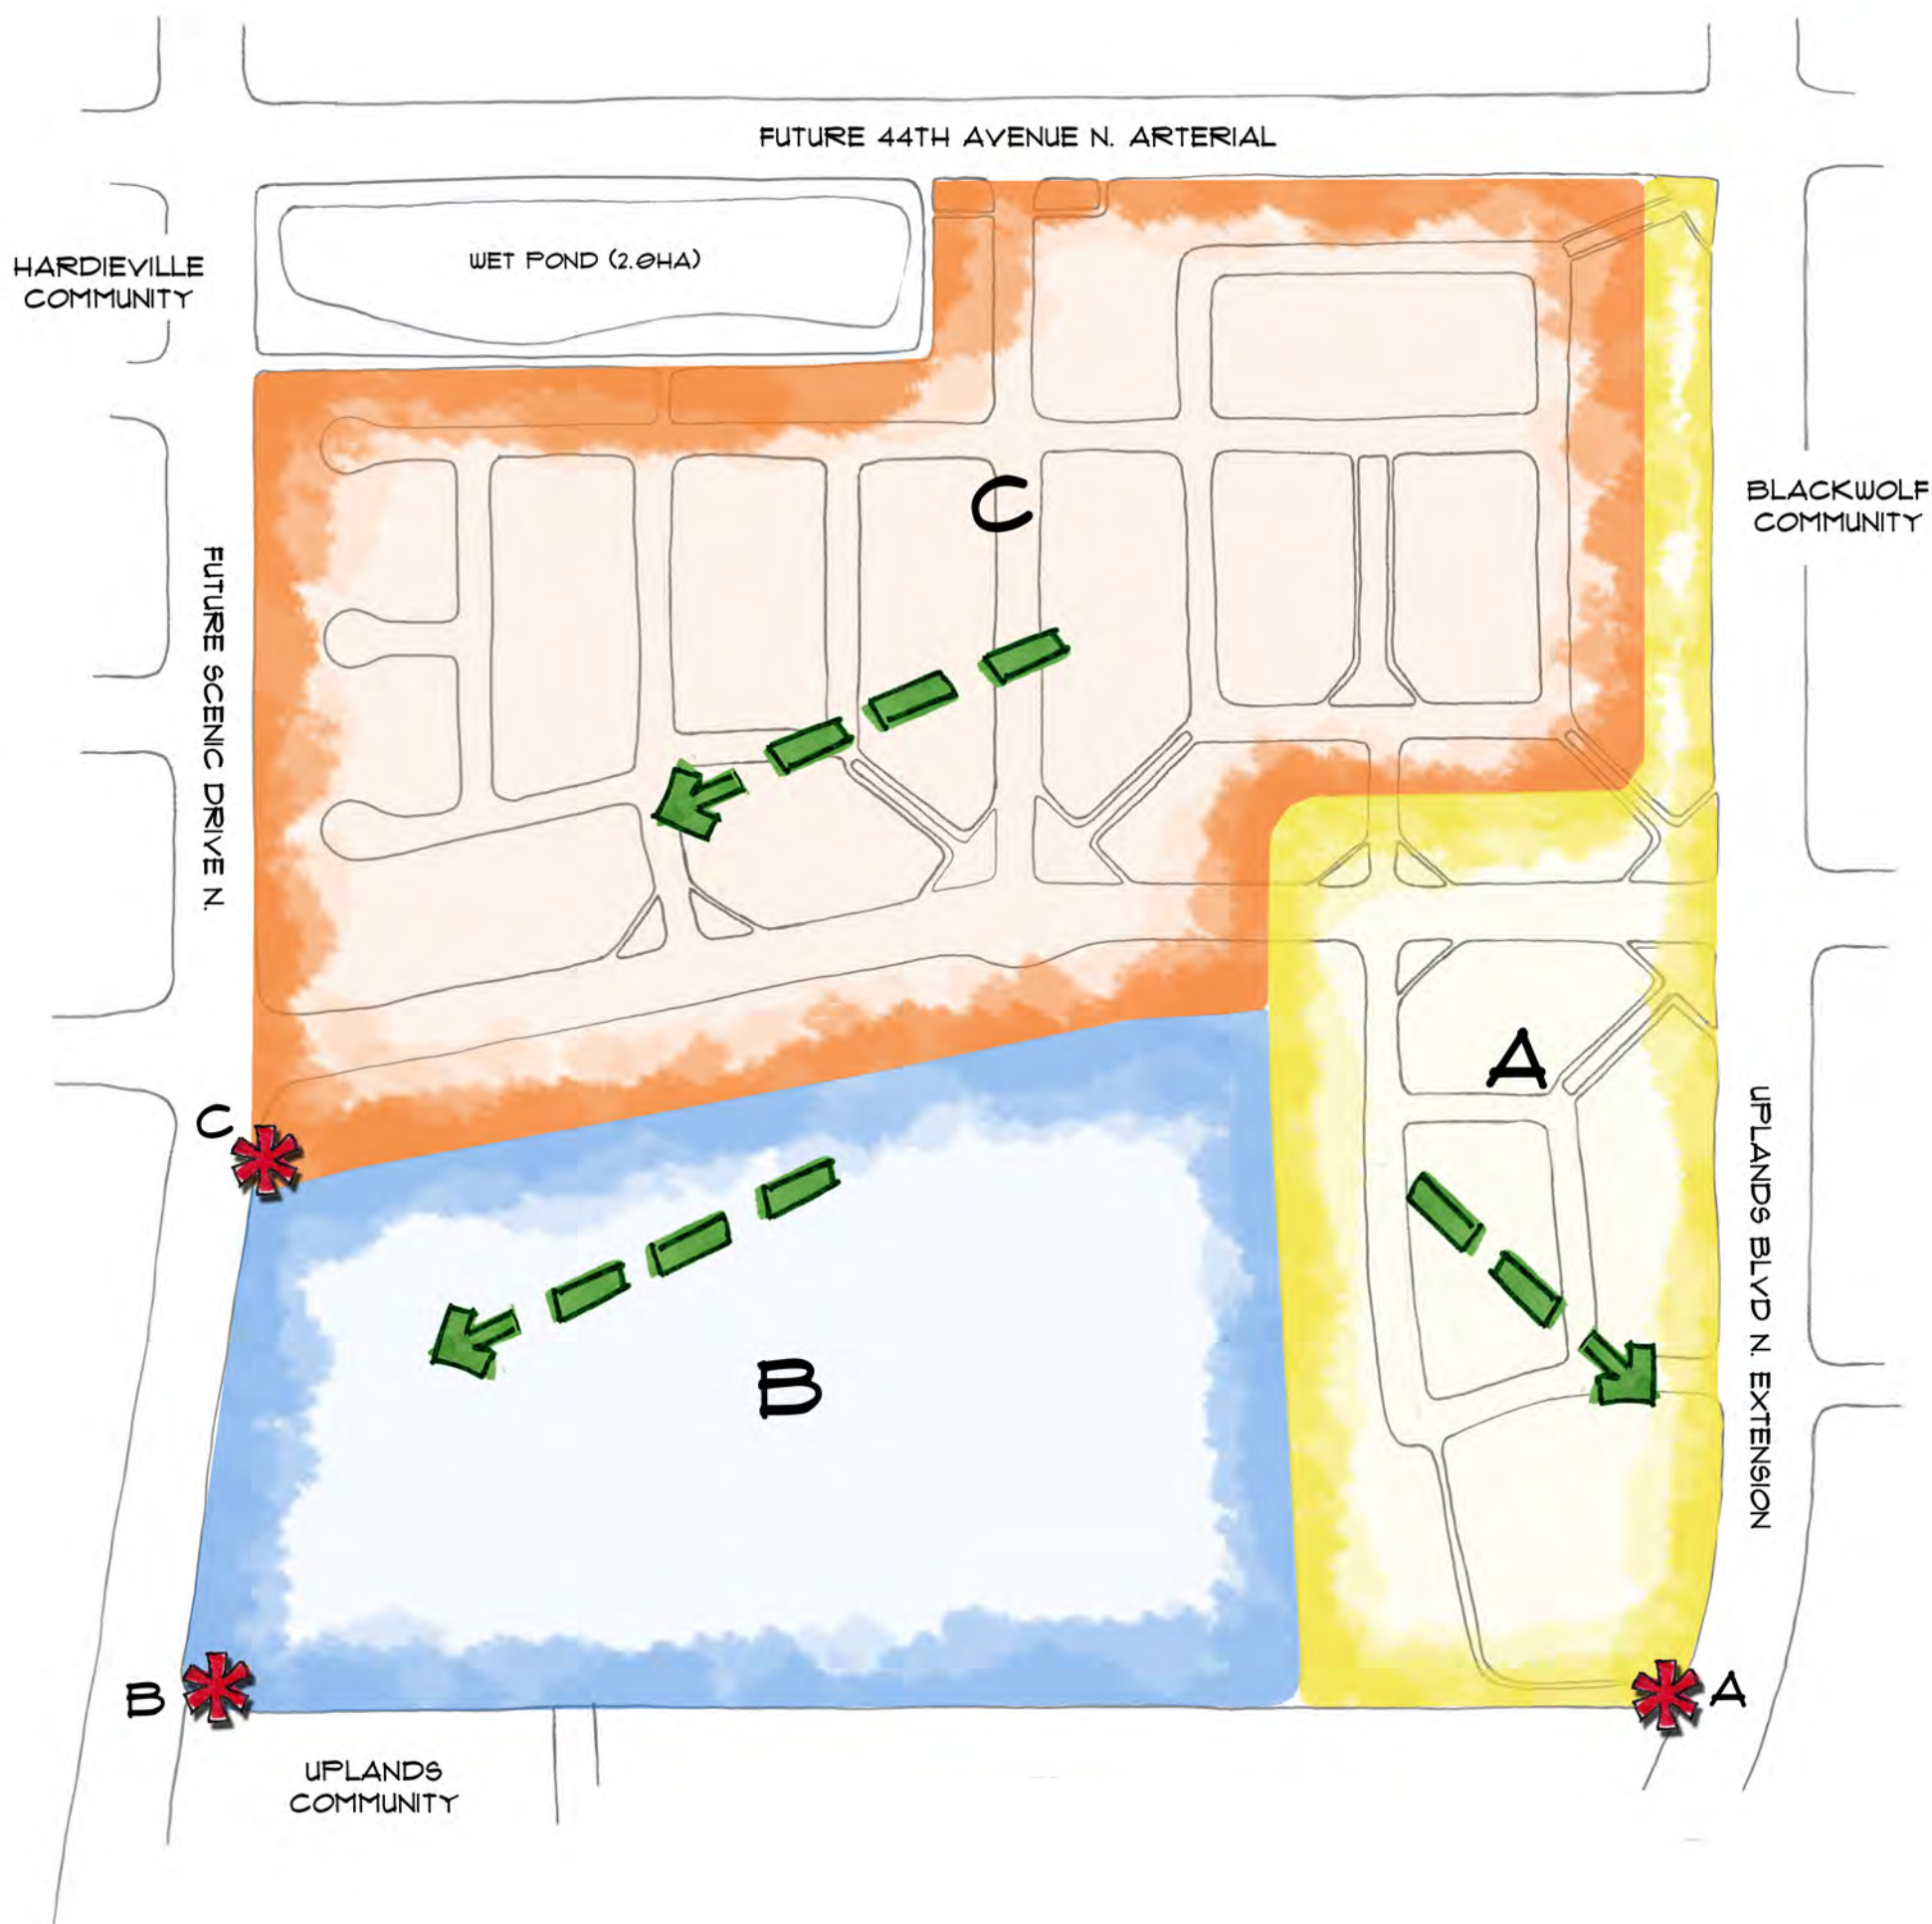 FUTURE 44TH AVENUE N. ARTERIAL
HARDIEVILLE
COMMUNITY
WET POND (2.0HA)
BLACKWOLF
COMMUNITY
C
FUTURE SCENIC DRIVE N.
A
C
UPLANDS BLVD N. EXTENSION
B
B
A
UPLANDS
COMMUNITY